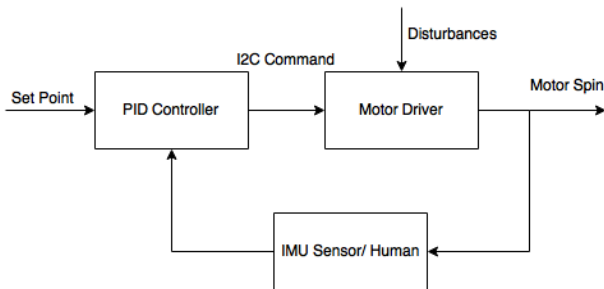 Disturbances
I2C Command
Motor Spin
Set Point
PID Controller
Motor Driver
IMU Sensor/ Human